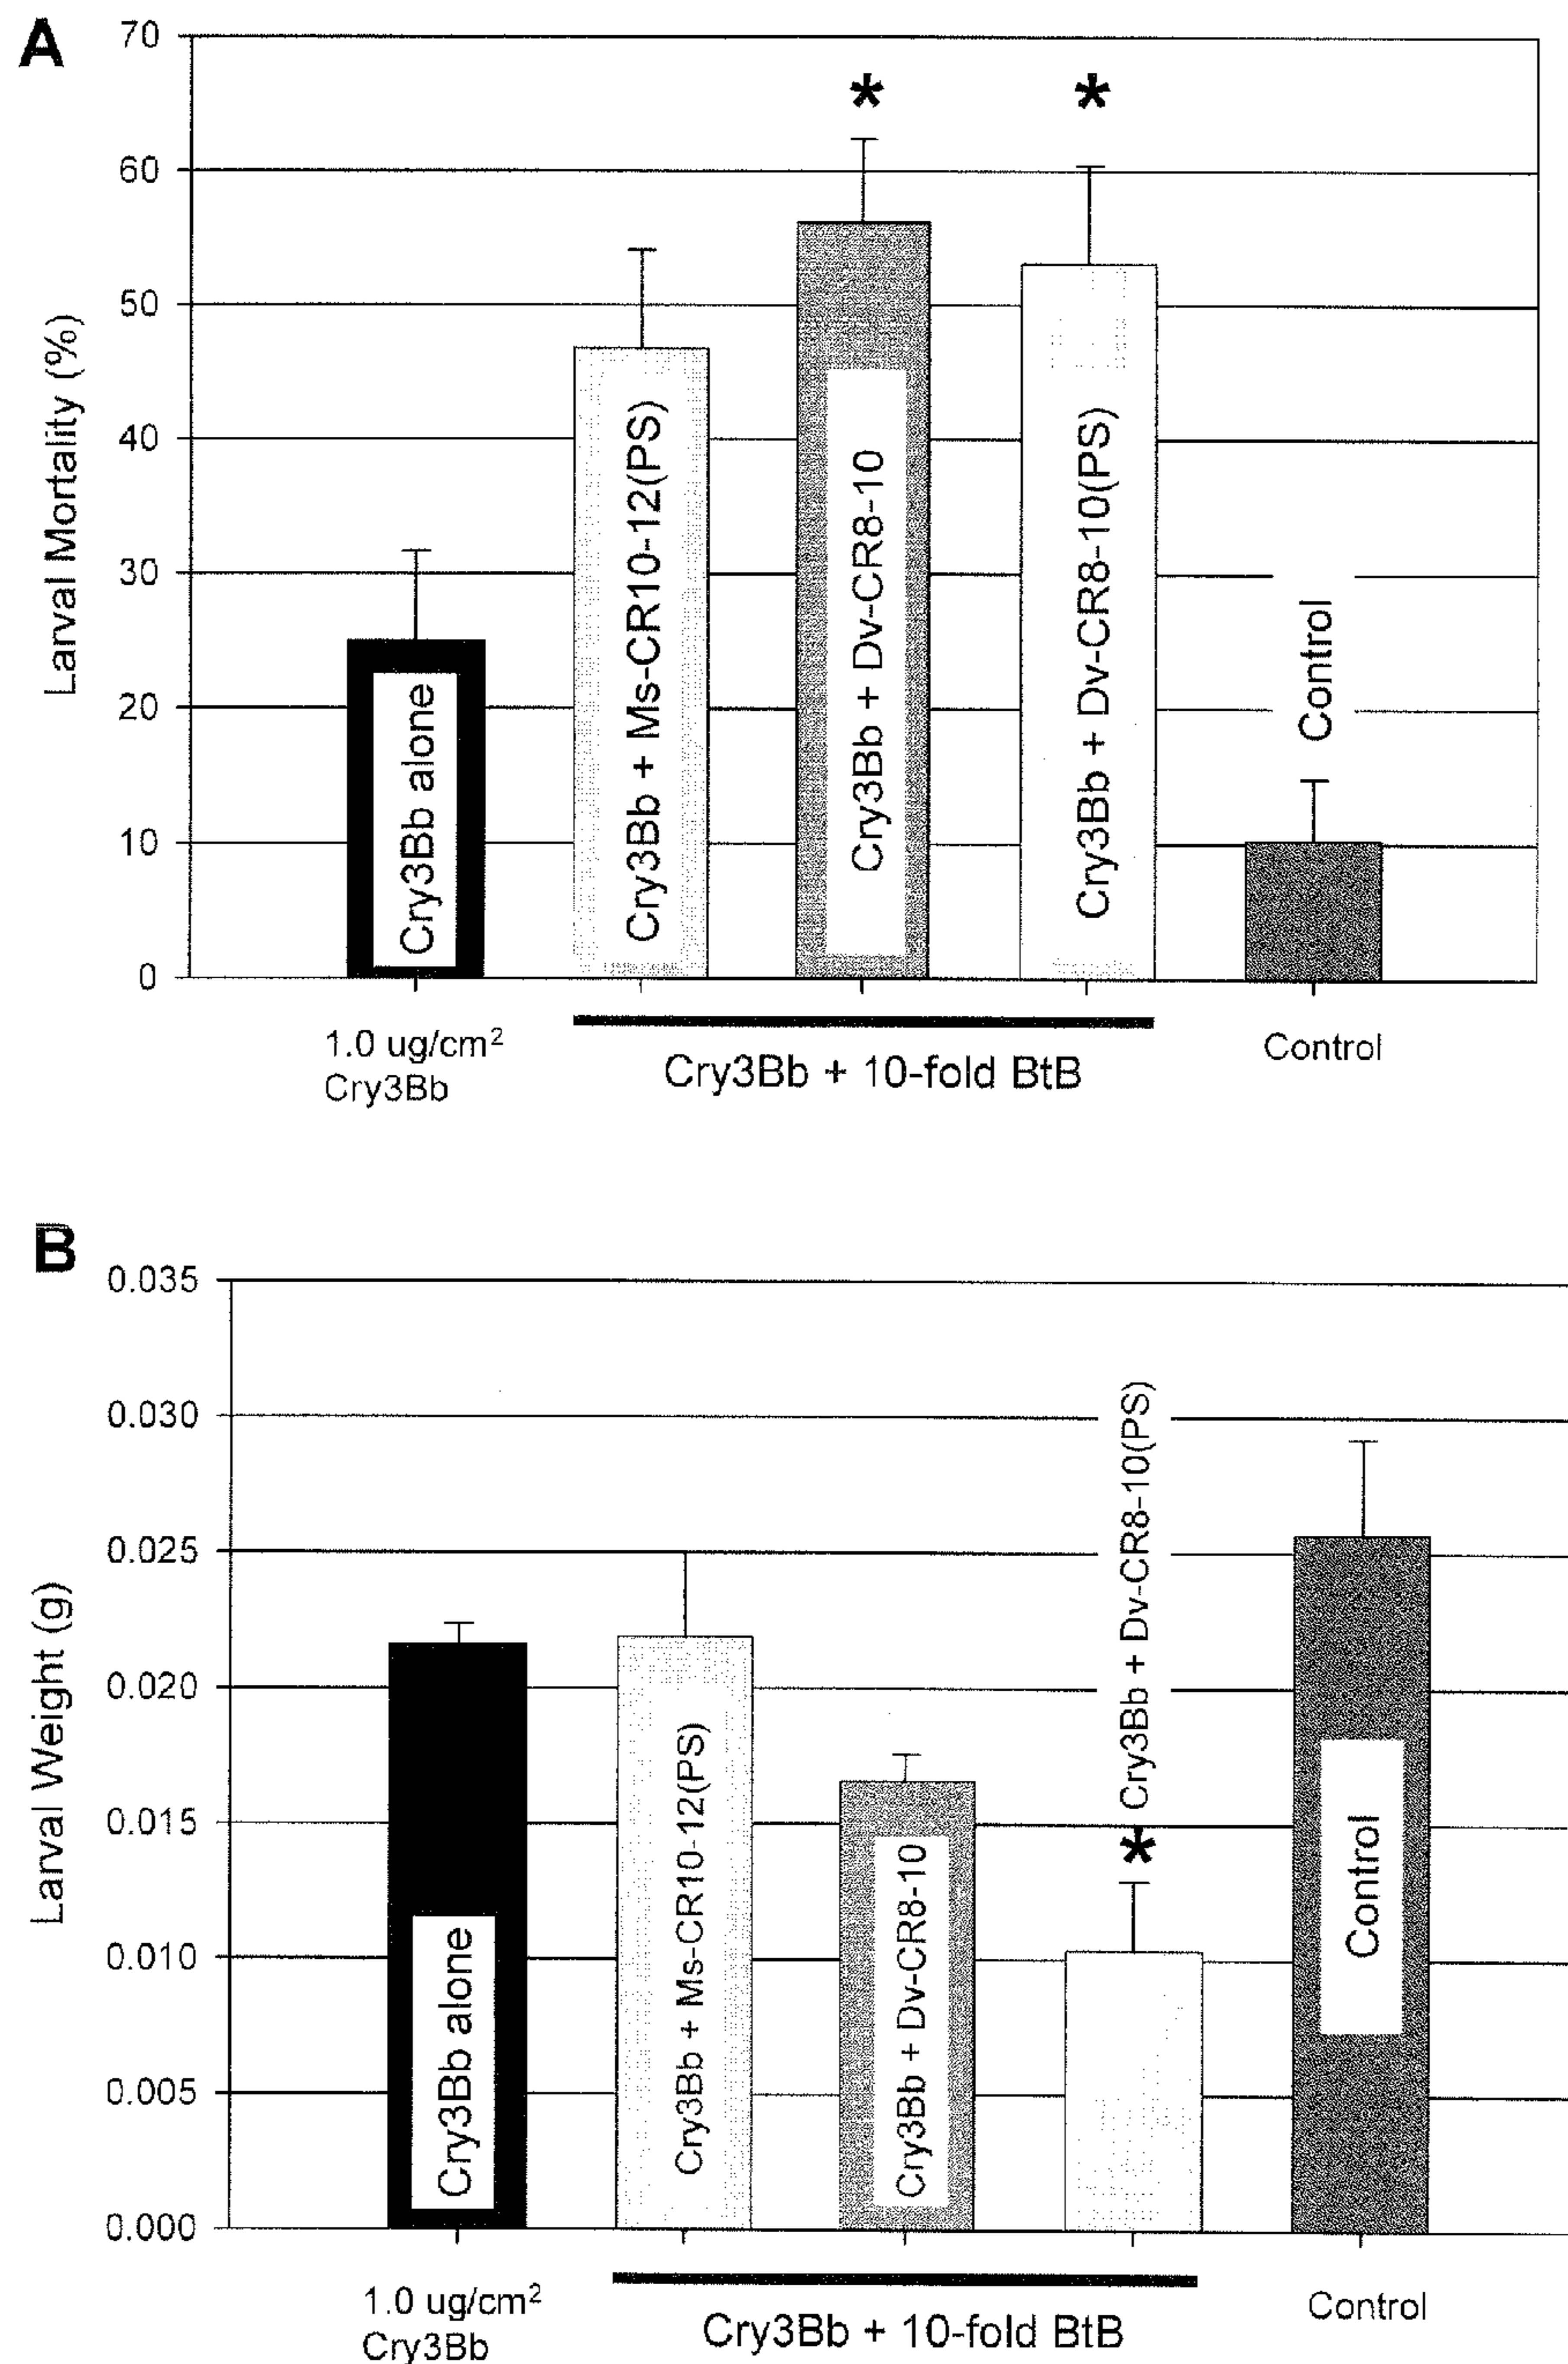 A
70
60
50
40
30
20
10
0
Larval Mortality (%)
*
*
Cry3Bb alone
Cry3Bb + Ms-CR10-12(PS)
Cry3Bb + Dv-CR8-10
Cry3Bb + Dv-CR8-10(PS)
Control
1.0 ug/cm²
Cry3Bb
Cry3Bb + 10-fold BtB
Control
B
0.035
0.030
0.025
0.020
0.015
0.010
0.005
0.000
Larval Weight (g)
Cry3Bb alone
Cry3Bb + Ms-CR10-12(PS)
Cry3Bb + Dv-CR8-10
* Cry3Bb + Dv-CR8-10(PS)
Control
1.0 ug/cm²
Cry3Bb
Cry3Bb + 10-fold BtB
Control